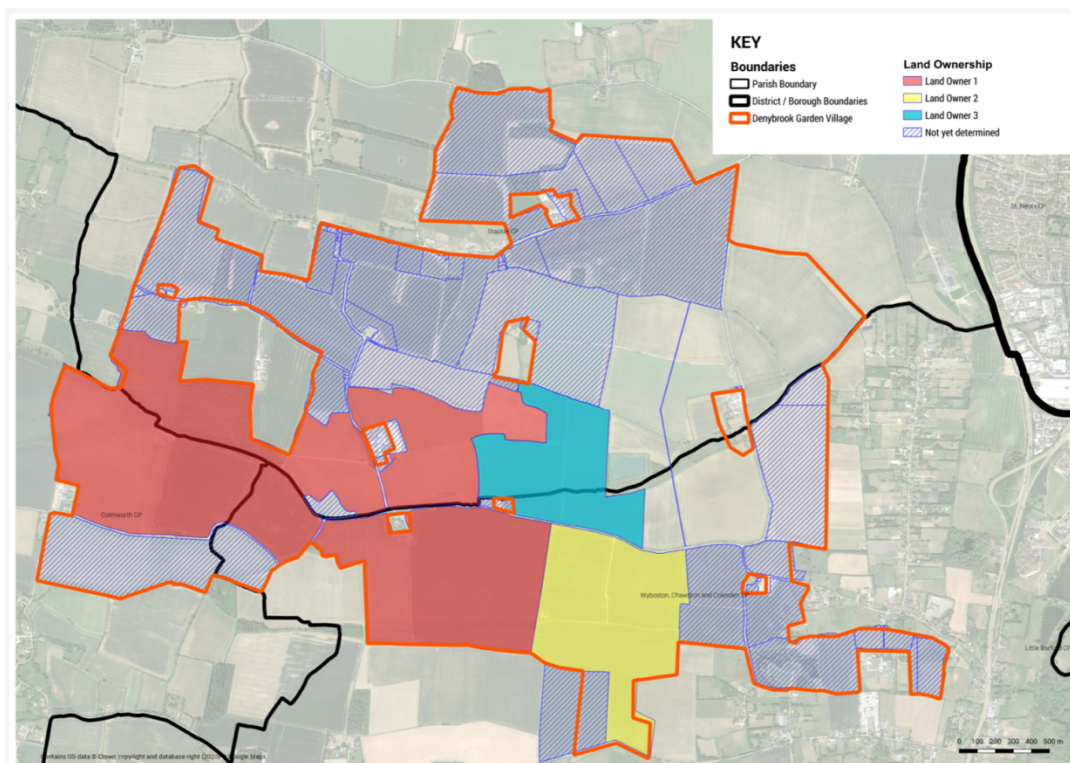 KEY
Boundaries
Parish Boundary
District / Borough Boundaries
Denybrook Garden Village
Land Ownership
Land Owner 1
Land Owner 2
Land Owner 3
Not yet determined
St. Neots CP
Staploe CP
Colmworth CP
Wyboston, Chawston and Colesden CP
Little Barford CP
0 100 200 300 400 500 m
Contains OS data © Crown copyright and database right Google Maps